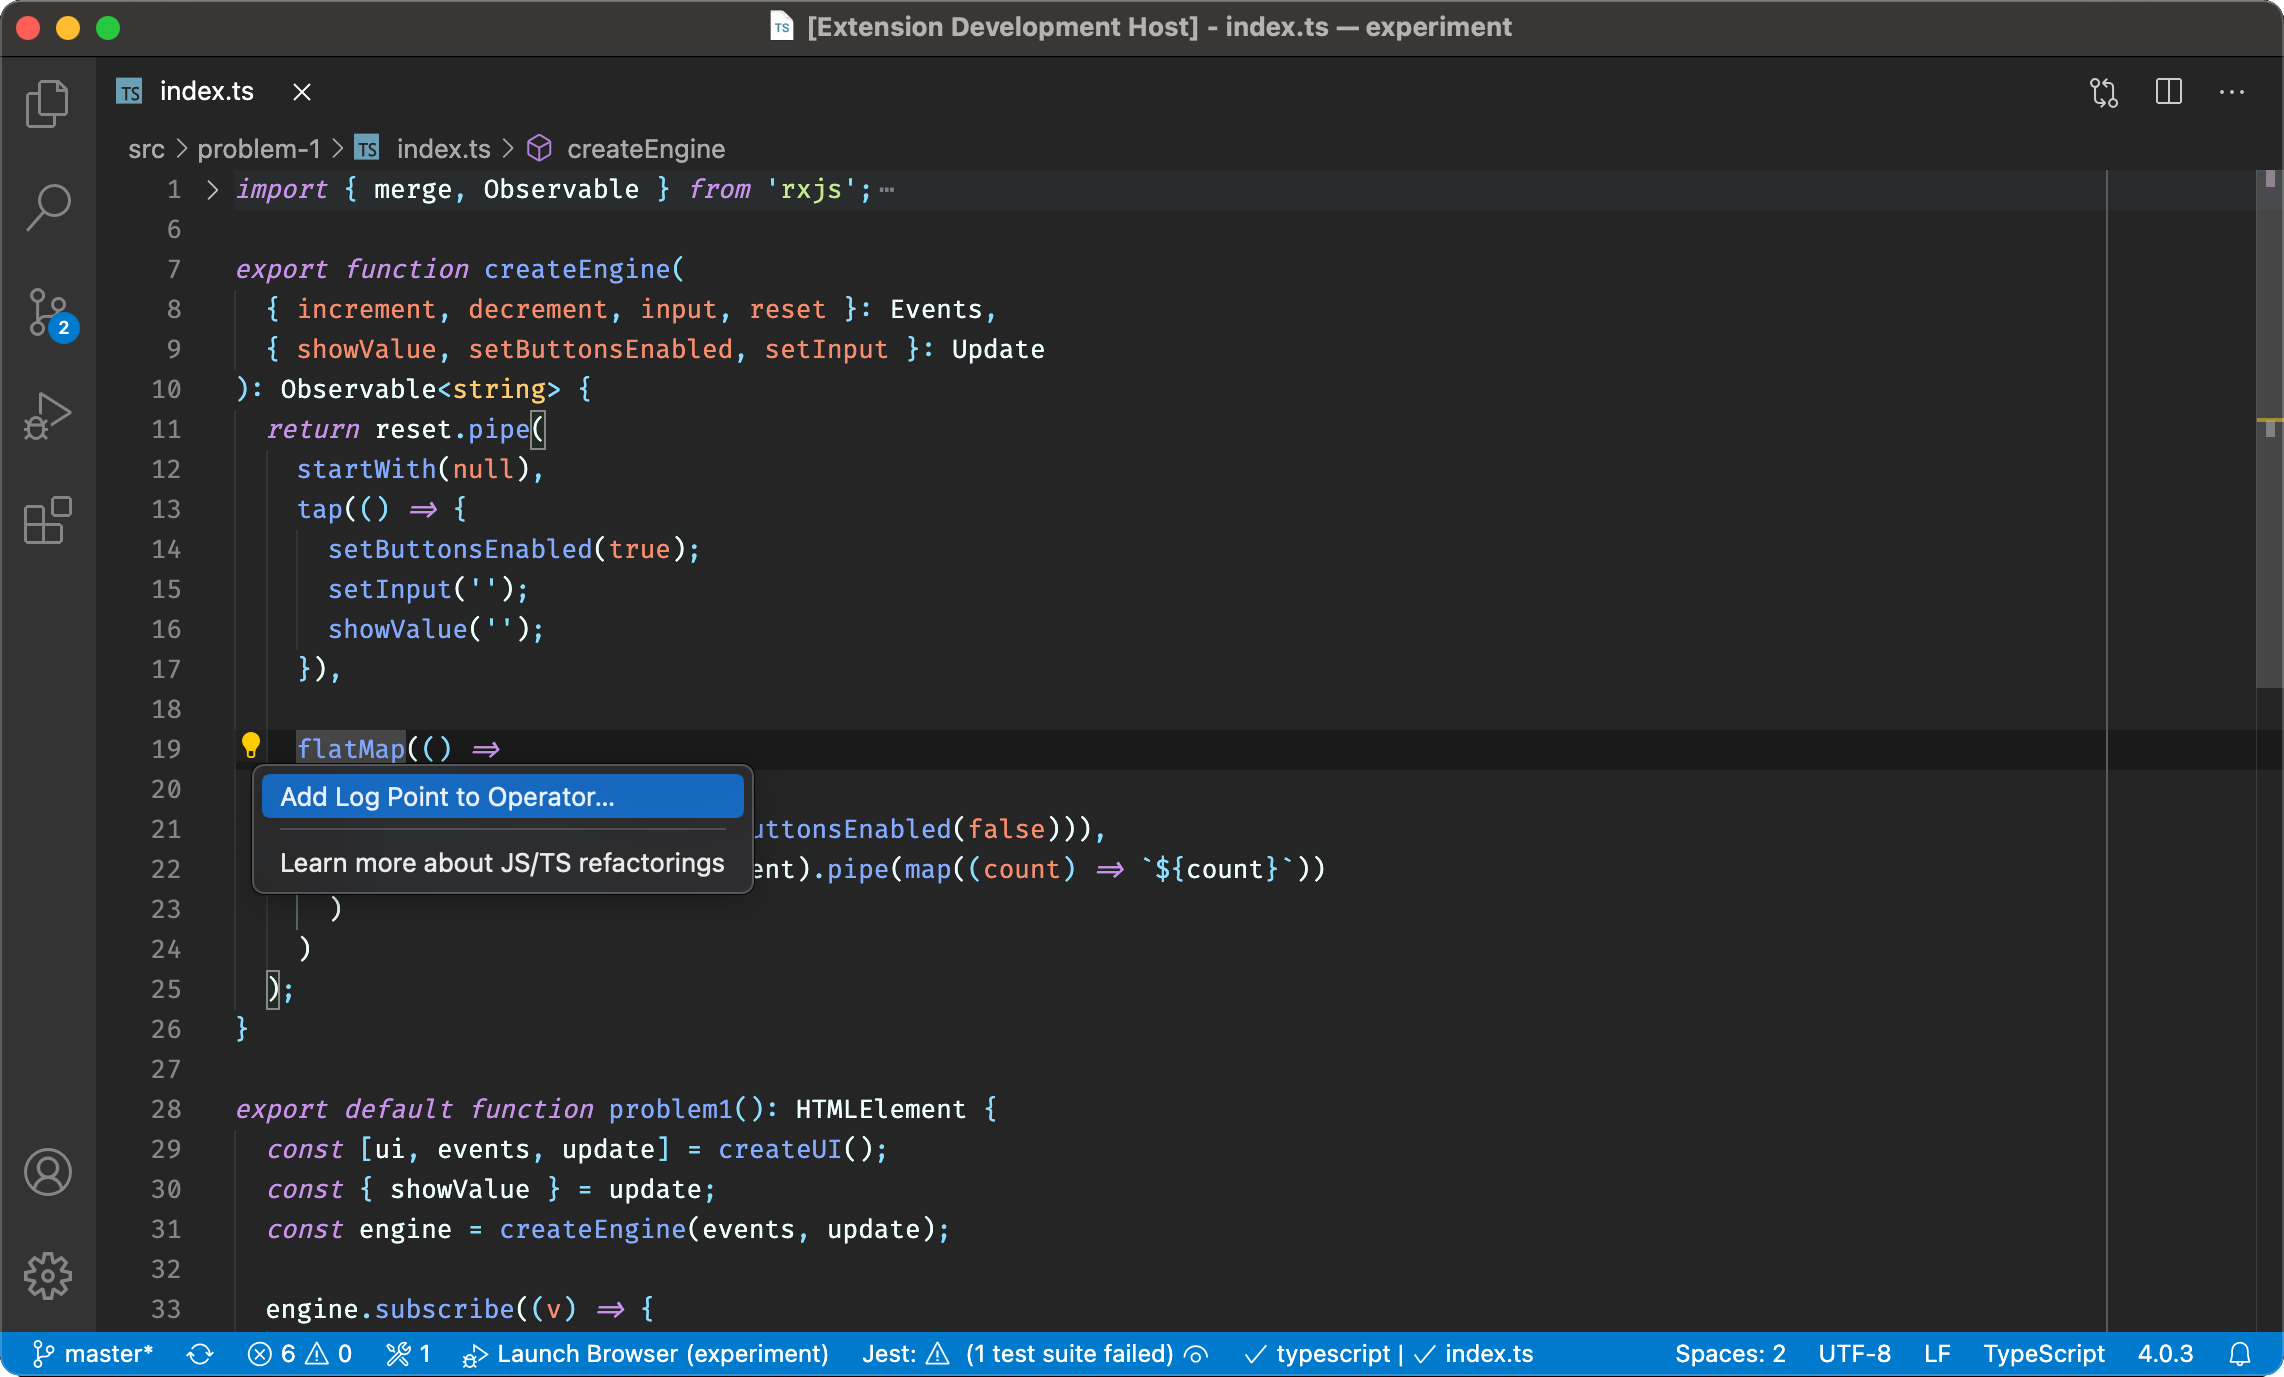 [Extension Development Host] - index.ts — experiment
TS index.ts
src > problem-1 > TS index.ts > createEngine
1 import { merge, Observable } from 'rxjs'; ⋯
6
7 export function createEngine(
8 { increment, decrement, input, reset }: Events,
9 { showValue, setButtonsEnabled, setInput }: Update
10 ): Observable<string> {
11 return reset.pipe(
12 startWith(null),
13 tap(() => {
14 setButtonsEnabled(true);
15 setInput('');
16 showValue('');
17 }),
18
19 flatMap(() =>
Add Log Point to Operator...
20
21 uttonsEnabled(false))),
Learn more about JS/TS refactorings
22 ent).pipe(map((count) => `${count}`))
23 )
24 )
25 );
26 }
27
28 export default function problem1(): HTMLElement {
29 const [ui, events, update] = createUI();
30 const { showValue } = update;
31 const engine = createEngine(events, update);
32
33 engine.subscribe((v) => {
2
master* 6 0 1 Launch Browser (experiment) Jest: (1 test suite failed) typescript | index.ts Spaces: 2 UTF-8 LF TypeScript 4.0.3